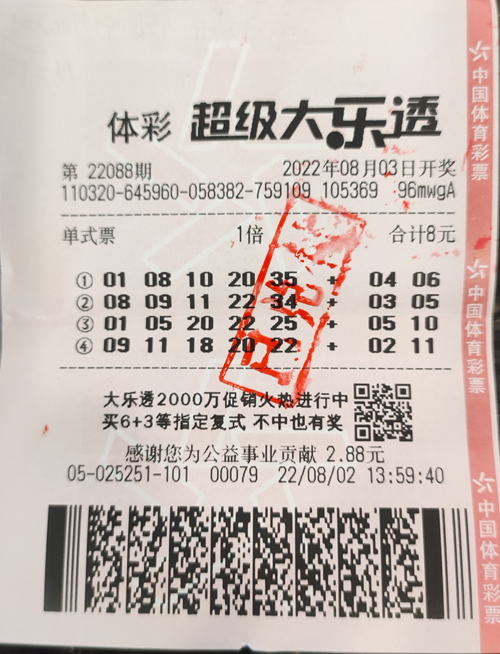 体彩 超级大乐透
第 22088期 2022年08月03日开奖
110320-645960-058382-759109 105369 96mwgA
单式票 1倍 合计8元
① 01 08 10 20 35 + 04 06
② 08 09 11 22 34 + 03 05
③ 01 05 20 22 25 + 05 10
④ 09 11 18 20 22 + 02 11
大乐透2000万促销火热进行中
买6+3等指定复式 不中也有奖
感谢您为公益事业贡献 2.88元
05-025251-101 00079 22/08/02 13:59:40
中国体育彩票
中国体育彩票
中国体育彩票
已兑